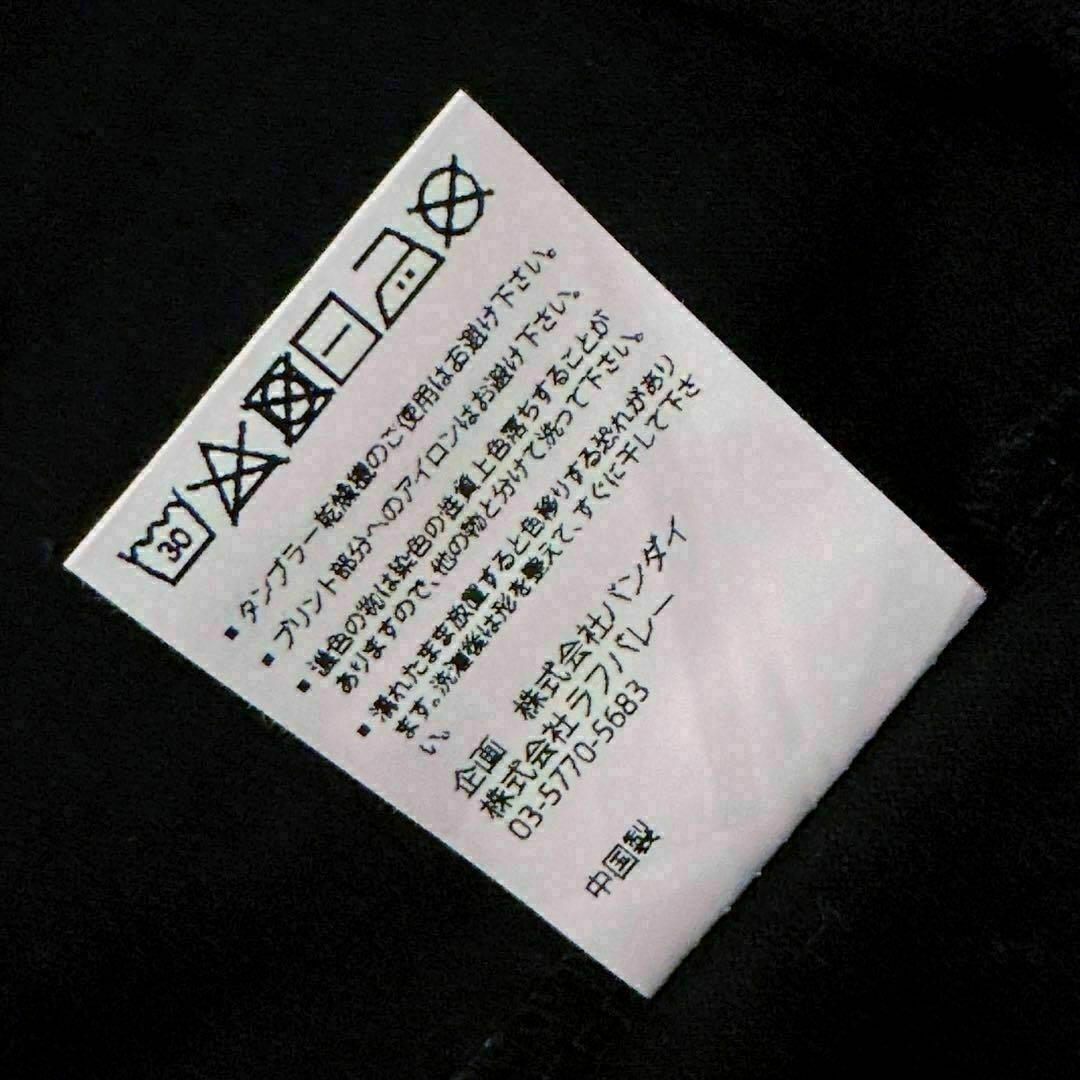 30
■ タンブラー乾燥機のご使用はお避け下さい。
■ プリント部分へのアイロンはお避け下さい。
■ 濃色の物は染色の性質上色落ちすることが
ありますので、他の物と分けて洗って下さい。
■ 濡れたまま放置すると色移りする恐れがあり
ます。洗濯後は形を整えて、すぐに干して下さ
い。
企画 株式会社バンダイ
株式会社ラフパレー
03-5770-5683
中国製